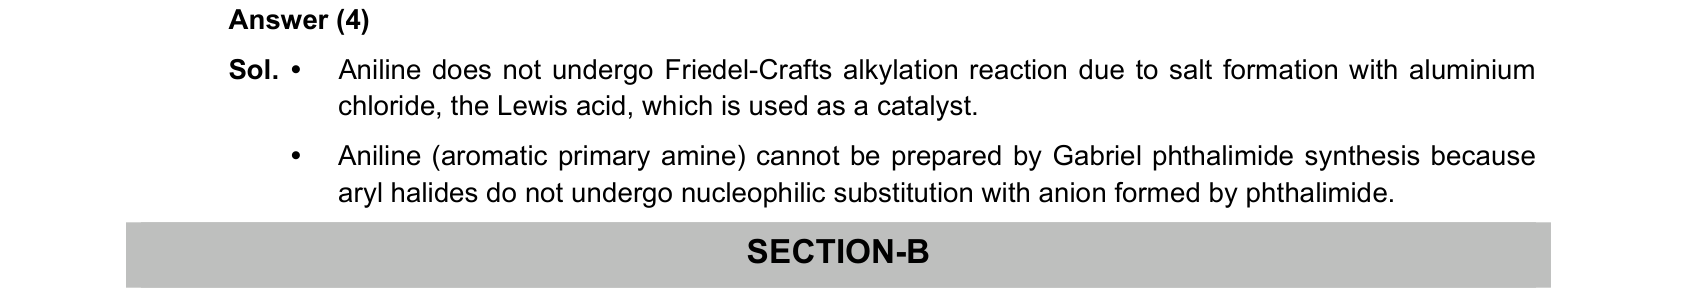 Answer (4)
Sol. • Aniline does not undergo Friedel-Crafts alkylation reaction due to salt formation with aluminium
chloride, the Lewis acid, which is used as a catalyst.
• Aniline (aromatic primary amine) cannot be prepared by Gabriel phthalimide synthesis because
aryl halides do not undergo nucleophilic substitution with anion formed by phthalimide.
SECTION-B